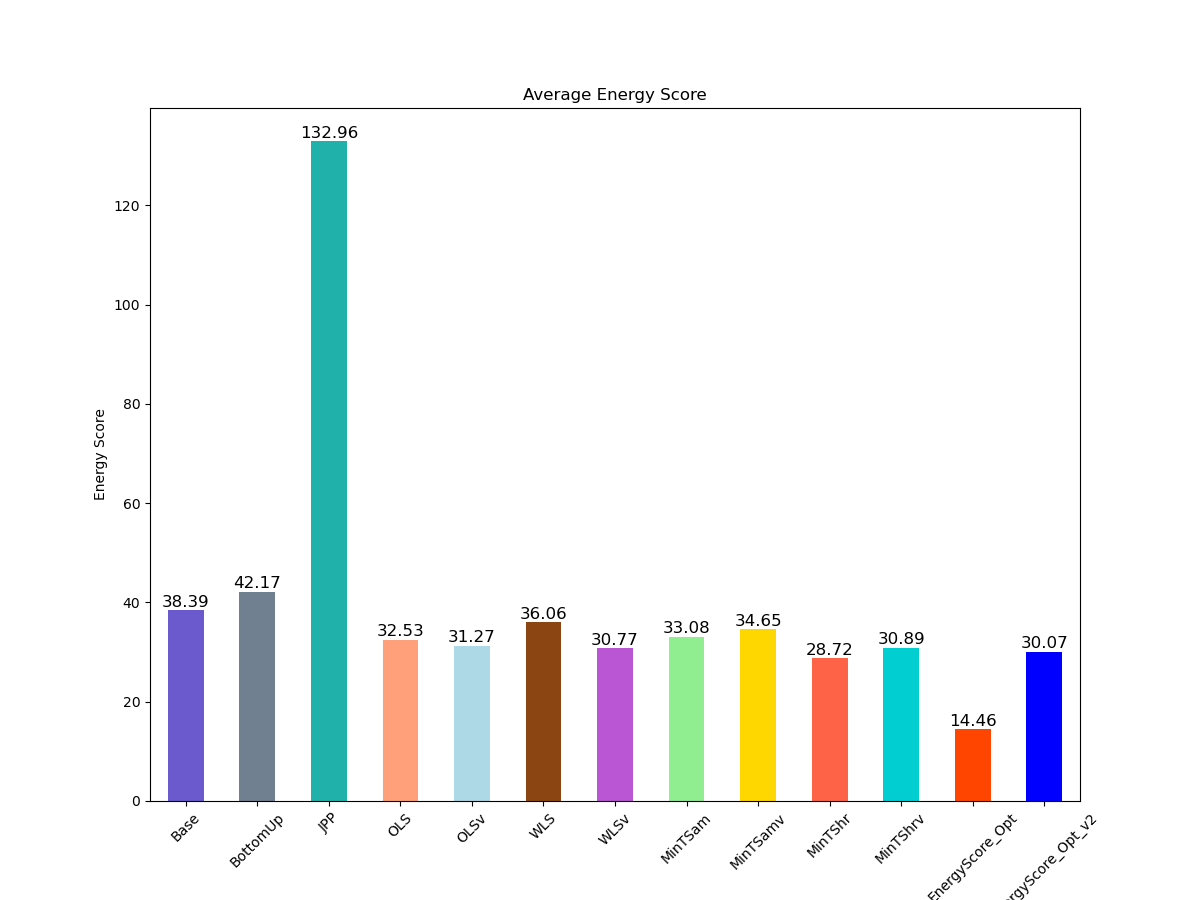 Average Energy Score
Energy Score
120
100
80
60
40
20
0
38.39
42.17
132.96
32.53
31.27
36.06
30.77
33.08
34.65
28.72
30.89
14.46
30.07
Base
BottomUp
JPP
OLS
OLSv
WLS
WLSv
MinTSam
MinTSamv
MinTShr
MinTShrv
EnergyScore_Opt
rgyScore_Opt_v2